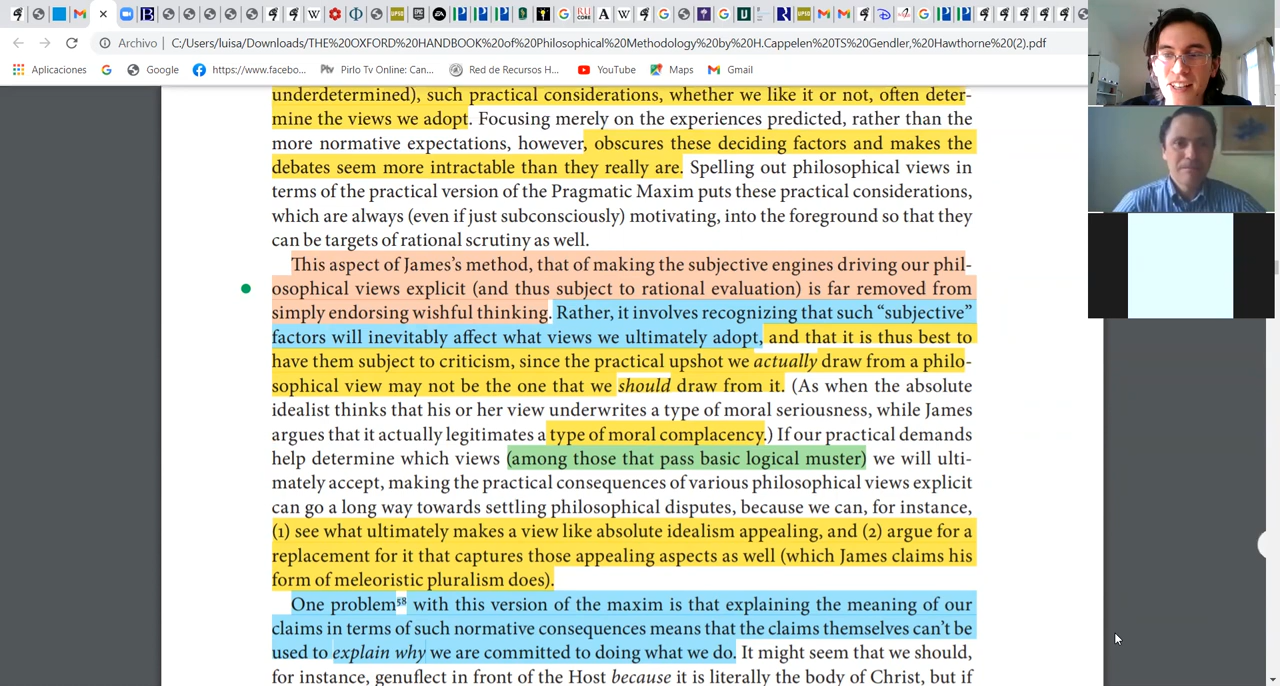 Archivo
C:/Users/luisa/Downloads/THE%20OXFORD%20HANDBOOK%20of%20Philosophical%20Methodology%20by%20H.Cappelen%20TS%20Gendler,%20Hawthorne%20(2).pdf
Aplicaciones
Google
https://www.facebo...
Ptv Pirlo Tv Online: Can...
Red de Recursos H...
YouTube
Maps
Gmail
underdetermined), such practical considerations, whether we like it or not, often deter-
mine the views we adopt. Focusing merely on the experiences predicted, rather than the
more normative expectations, however, obscures these deciding factors and makes the
debates seem more intractable than they really are. Spelling out philosophical views in
terms of the practical version of the Pragmatic Maxim puts these practical considerations,
which are always (even if just subconsciously) motivating, into the foreground so that they
can be targets of rational scrutiny as well.
This aspect of James's method, that of making the subjective engines driving our phil-
osophical views explicit (and thus subject to rational evaluation) is far removed from
simply endorsing wishful thinking. Rather, it involves recognizing that such “subjective”
factors will inevitably affect what views we ultimately adopt, and that it is thus best to
have them subject to criticism, since the practical upshot we actually draw from a philo-
sophical view may not be the one that we should draw from it. (As when the absolute
idealist thinks that his or her view underwrites a type of moral seriousness, while James
argues that it actually legitimates a type of moral complacency.) If our practical demands
help determine which views (among those that pass basic logical muster) we will ulti-
mately accept, making the practical consequences of various philosophical views explicit
can go a long way towards settling philosophical disputes, because we can, for instance,
(1) see what ultimately makes a view like absolute idealism appealing, and (2) argue for a
replacement for it that captures those appealing aspects as well (which James claims his
form of meleoristic pluralism does).
One problem58 with this version of the maxim is that explaining the meaning of our
claims in terms of such normative consequences means that the claims themselves can't be
used to explain why we are committed to doing what we do. It might seem that we should,
for instance, genuflect in front of the Host because it is literally the body of Christ, but if